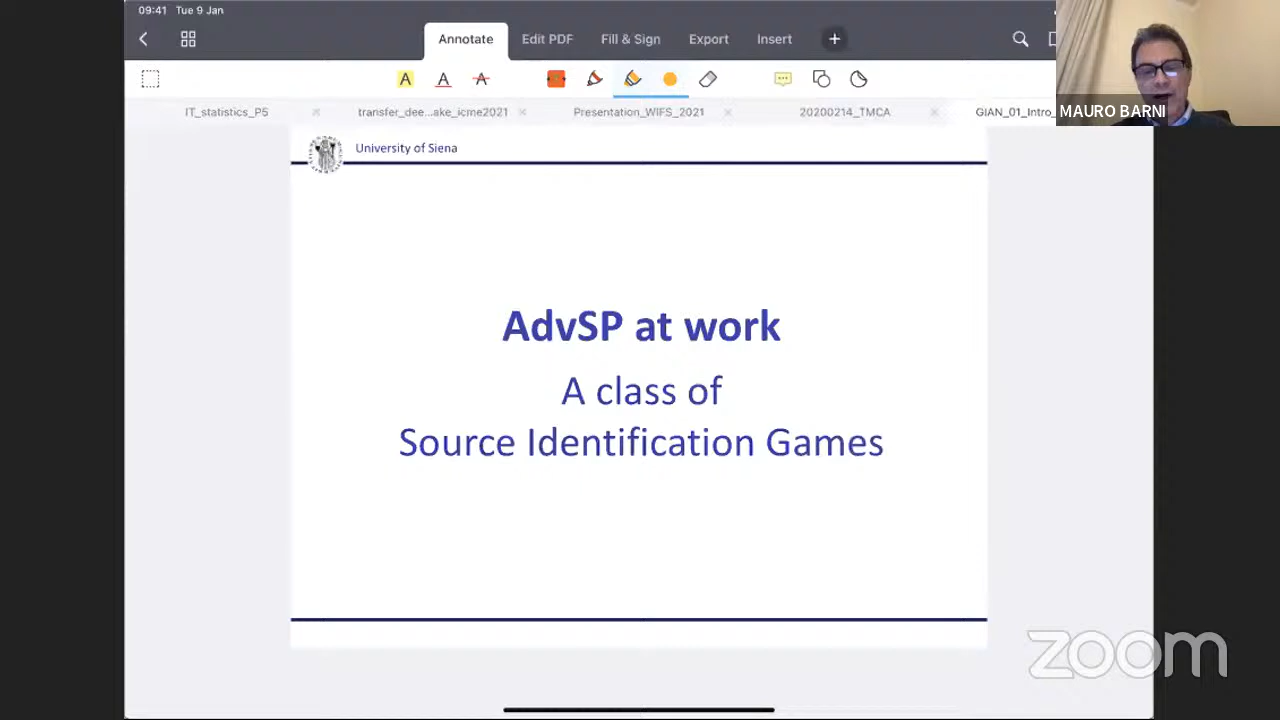 09:41 Tue 9 Jan
Annotate
Edit PDF
Fill & Sign
Export
Insert
MAURO BARNI
IT_statistics_P5
transfer_dee...ake_icme2021
Presentation_WIFS_2021
20200214_TMCA
GIAN_01_Intro_
University of Siena
AdvSP at work
A class of
Source Identification Games
zoom